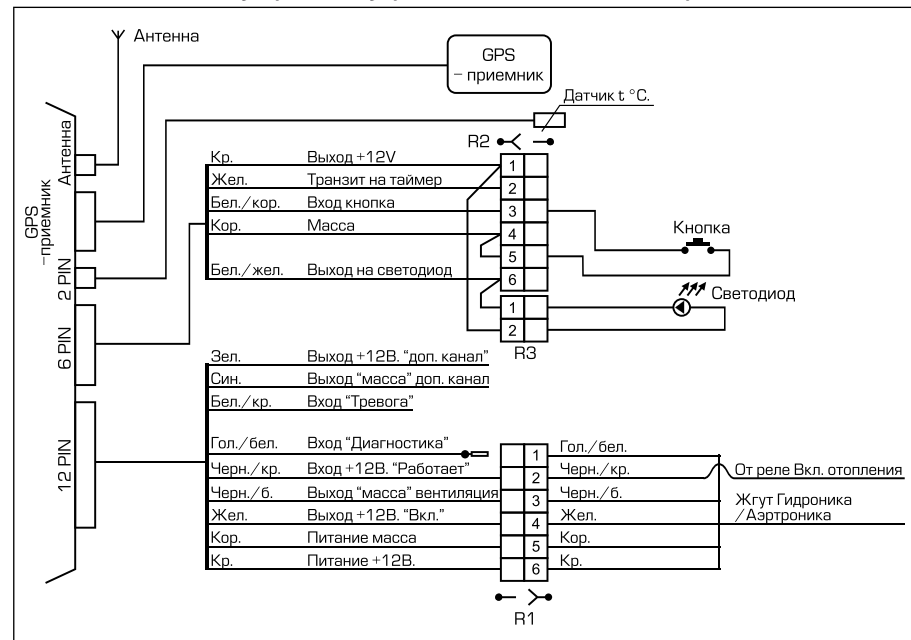 Антенна
GPS
– приемник
Датчик t °C.
R2
Антенна
GPS
–приемник
2 PIN
6 PIN
12 PIN
Кр. Выход +12V
Жел. Транзит на таймер
Бел./кор. Вход кнопка
Кор. Масса
Бел./жел. Выход на светодиод
1
2
3
4
5
6
1
2
R3
Кнопка
Светодиод
Зел. Выход +12В. “доп. канал”
Син. Выход “масса” доп. канал
Бел./кр. Вход “Тревога”
Гол./бел. Вход “Диагностика”
Черн./кр. Вход +12В. “Работает”
Черн./б. Выход “масса” вентиляция
Жел. Выход +12В. “Вкл.”
Кор. Питание масса
Кр. Питание +12В.
1 Гол./бел.
2 Черн./кр.
3 Черн./б.
4 Жел.
5 Кор.
6 Кр.
От реле Вкл. отопления
Жгут Гидроника
/Аэртроника
R1